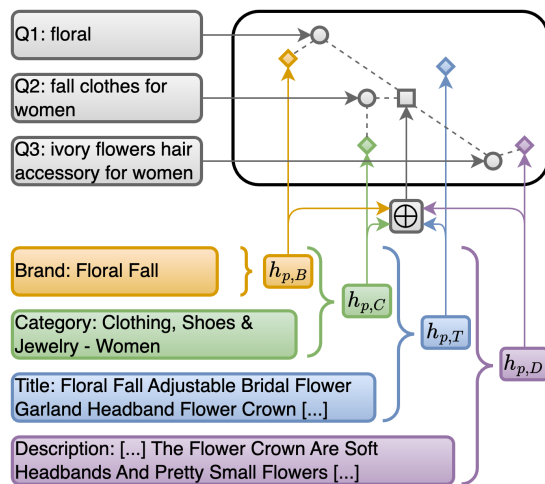 Q1: floral
Q2: fall clothes for
women
Q3: ivory flowers hair
accessory for women
⊕
Brand: Floral Fall
h_{p,B}
Category: Clothing, Shoes &
Jewelry - Women
h_{p,C}
Title: Floral Fall Adjustable Bridal Flower
Garland Headband Flower Crown [...]
h_{p,T}
Description: [...] The Flower Crown Are Soft
Headbands And Pretty Small Flowers [...]
h_{p,D}